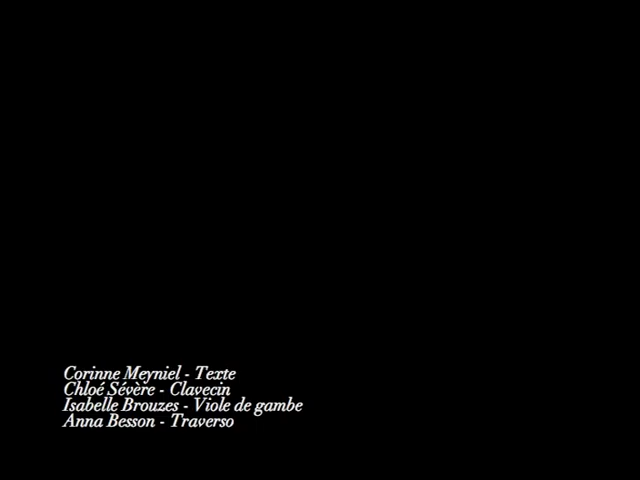 Corinne Meyniel - Texte
Chloé Sévère - Clavecin
Isabelle Brouzes - Viole de gambe
Anna Besson - Traverso